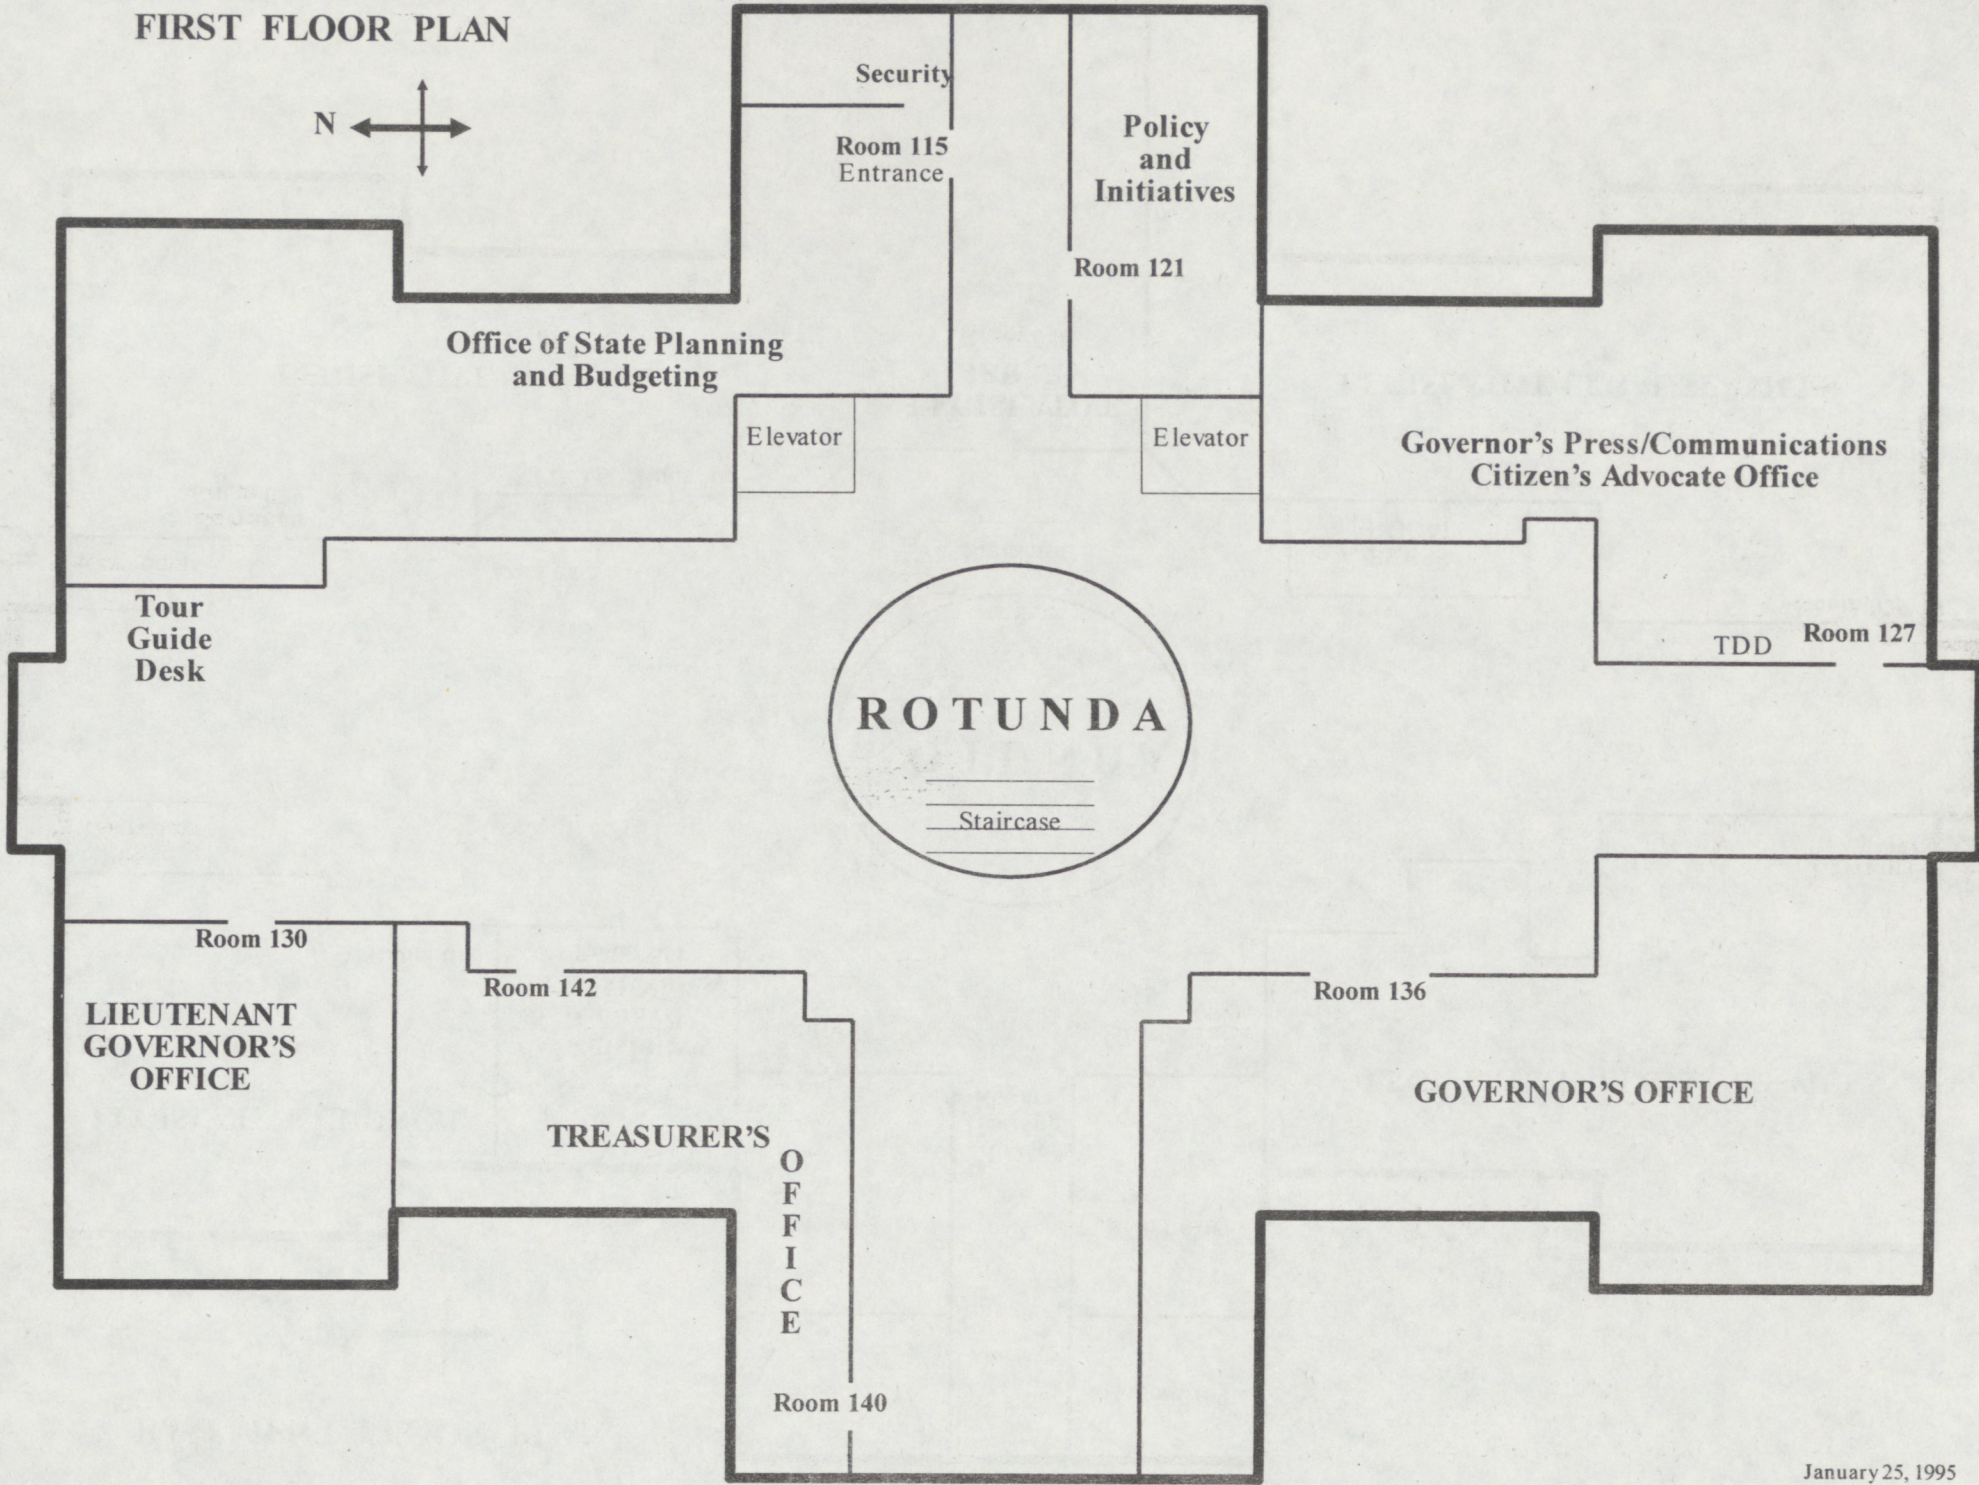 FIRST FLOOR PLAN
N
Security
Room 115
Entrance
Policy
and
Initiatives
Room 121
Office of State Planning
and Budgeting
Elevator
Elevator
Governor's Press/Communications
Citizen's Advocate Office
Tour
Guide
Desk
TDD
Room 127
ROTUNDA
Staircase
Room 130
Room 142
Room 136
LIEUTENANT
GOVERNOR'S
OFFICE
TREASURER'S
OFFICE
GOVERNOR'S OFFICE
Room 140
January 25, 1995